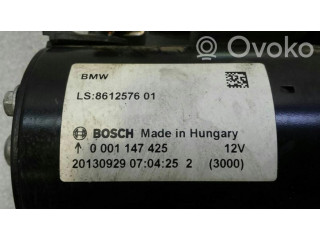 Ovoko
BMW
LS:8612576 01
BOSCH Made in Hungary
0 001 147 425 12V
20130929 07:04:25 2 (3000)